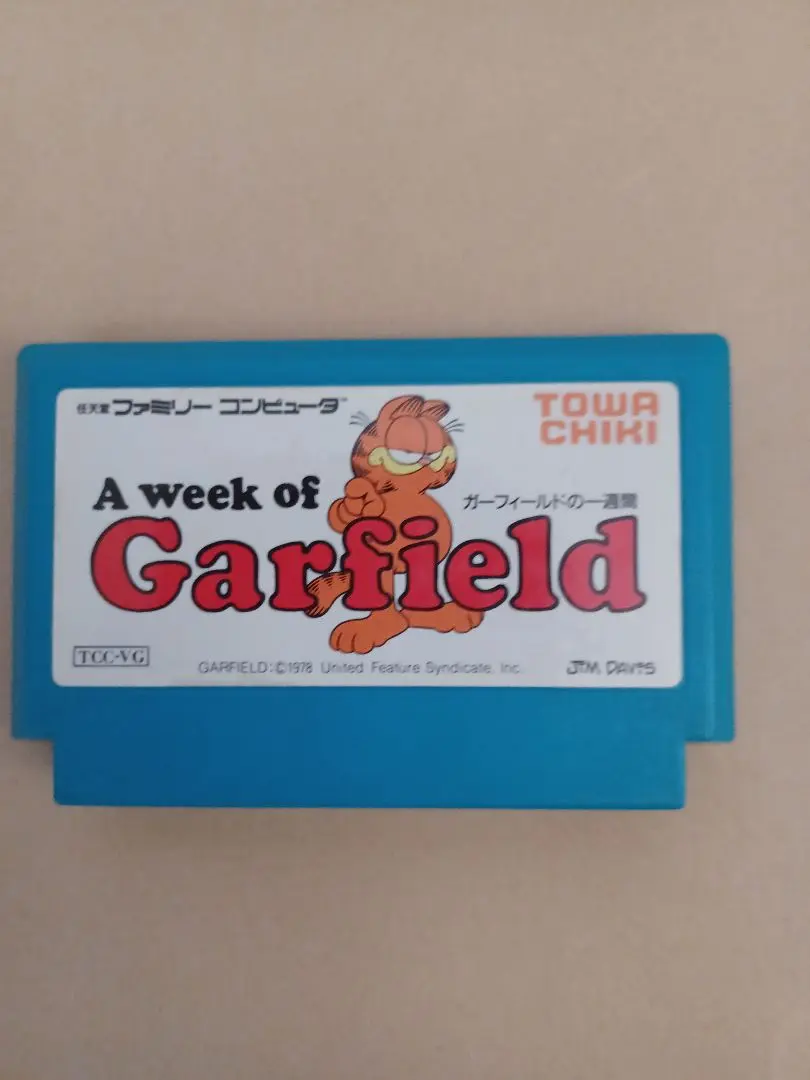 任天堂 ファミリー コンピュータ™
TOWA
CHIKI
A week of
ガーフィールドの一週間
Garfield
TCC-VG
GARFIELD:©1978 United Feature Syndicate, Inc.
JIM DAVIS